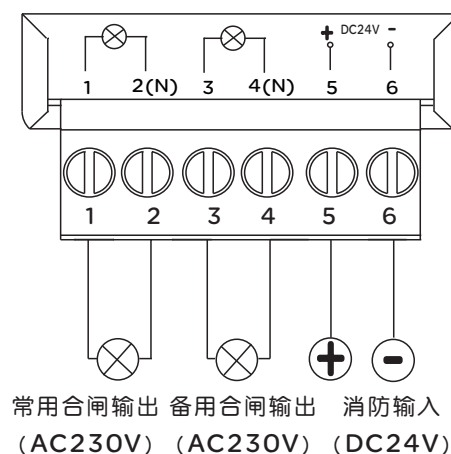 + DC24V -
1 2(N) 3 4(N) 5 6
1 2 3 4 5 6
+ -
常用合闸输出 备用合闸输出 消防输入
(AC230V) (AC230V) (DC24V)